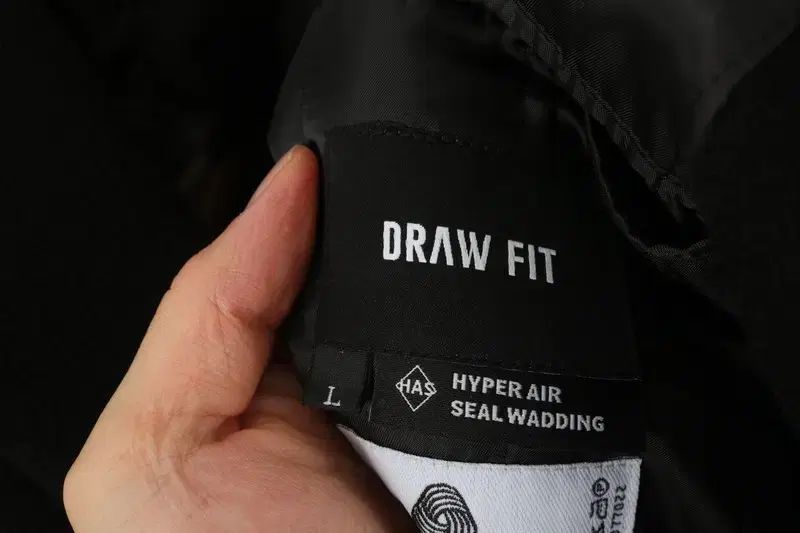 DRAW FIT
L
HAS
HYPER AIR
SEAL WADDING